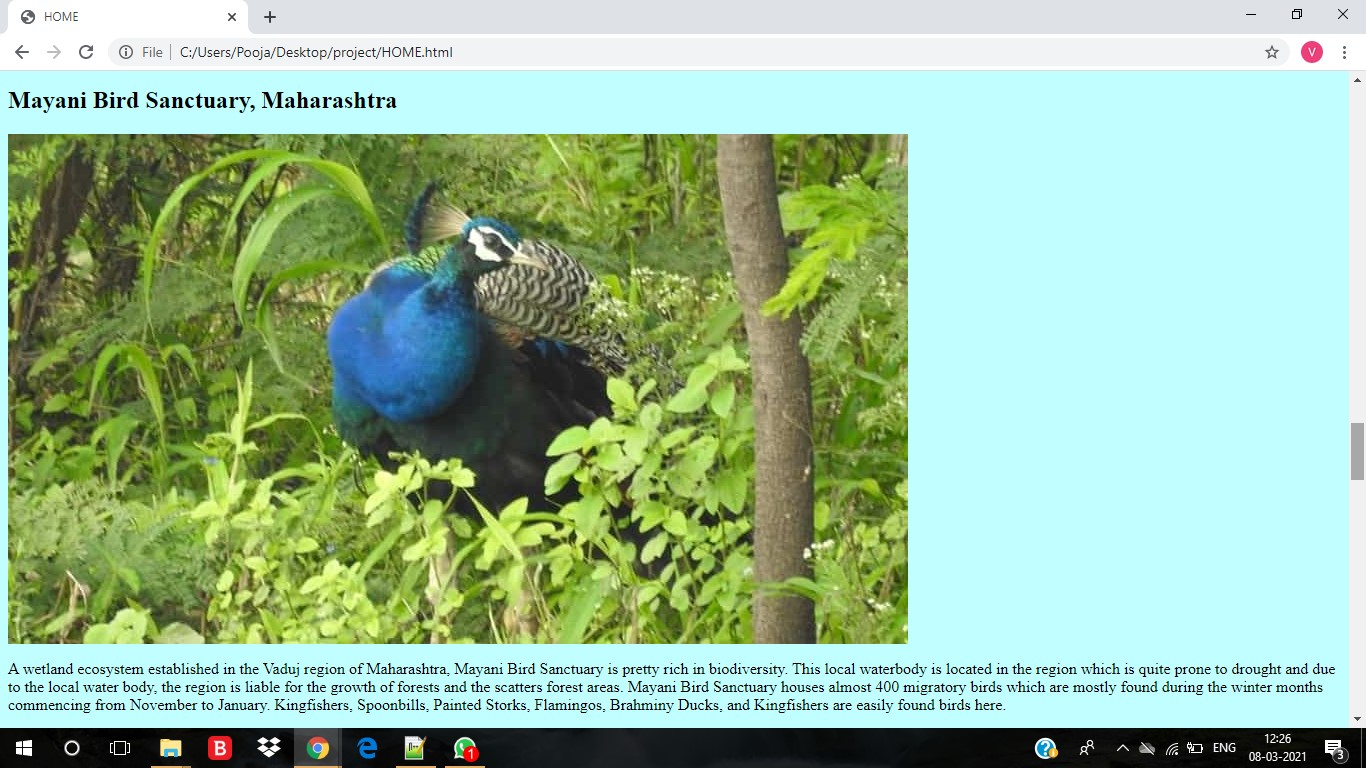 HOME
File
C:/Users/Pooja/Desktop/project/HOME.html
V
Mayani Bird Sanctuary, Maharashtra
A wetland ecosystem established in the Vaduj region of Maharashtra, Mayani Bird Sanctuary is pretty rich in biodiversity. This local waterbody is located in the region which is quite prone to drought and due
to the local water body, the region is liable for the growth of forests and the scatters forest areas. Mayani Bird Sanctuary houses almost 400 migratory birds which are mostly found during the winter months
commencing from November to January. Kingfishers, Spoonbills, Painted Storks, Flamingos, Brahminy Ducks, and Kingfishers are easily found birds here.
B
1
ENG
12:26
08-03-2021
3